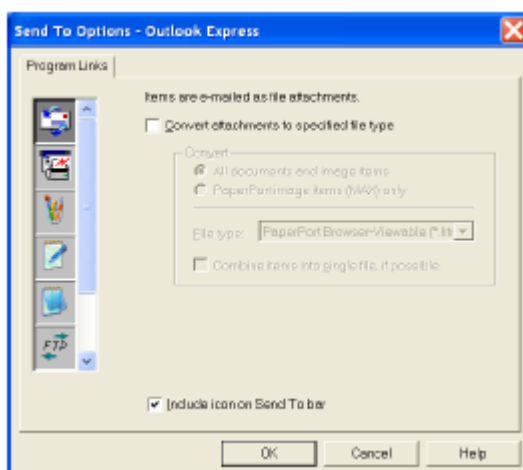 Send To Options - Outlook Express
Program Links
Items are e-mailed as file attachments.
Convert attachments to specified file type
Convert
All documents and image items
PaperPort image items (MAX) only
File type:
PaperPort Browser-Viewable (*.ht
Combine items into single file, if possible
FTP
Include icon on Send To bar
OK
Cancel
Help